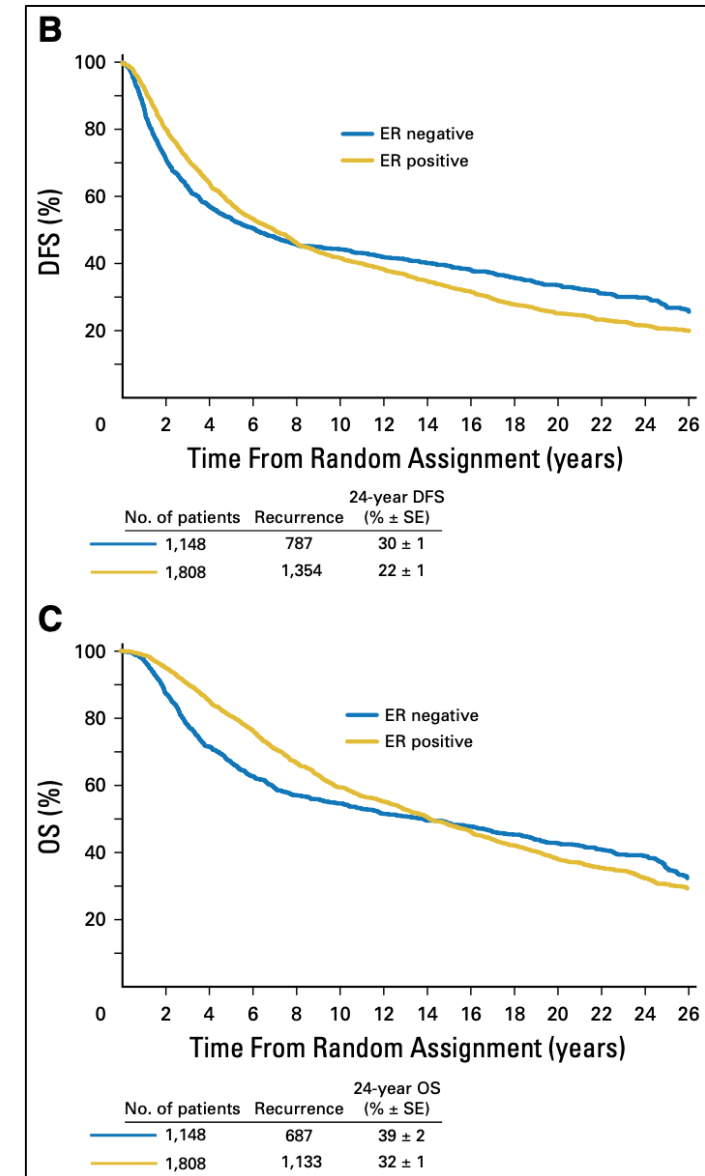 B
100
80
60
40
20
DFS (%)
ER negative
ER positive
0 2 4 6 8 10 12 14 16 18 20 22 24 26
Time From Random Assignment (years)
24-year DFS
No. of patients Recurrence (% ± SE)
1,148 787 30 ± 1
1,808 1,354 22 ± 1
C
100
80
60
40
20
OS (%)
ER negative
ER positive
0 2 4 6 8 10 12 14 16 18 20 22 24 26
Time From Random Assignment (years)
24-year OS
No. of patients Recurrence (% ± SE)
1,148 687 39 ± 2
1,808 1,133 32 ± 1